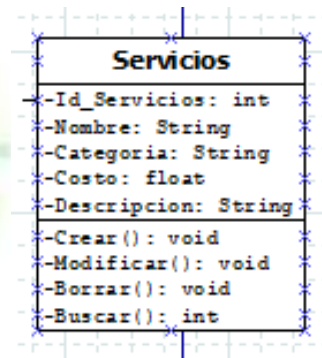 Servicios
-Id_Servicios: int
-Nombre: String
-Categoria: String
-Costo: float
-Descripcion: String
-Crear(): void
-Modificar(): void
-Borrar(): void
-Buscar(): int